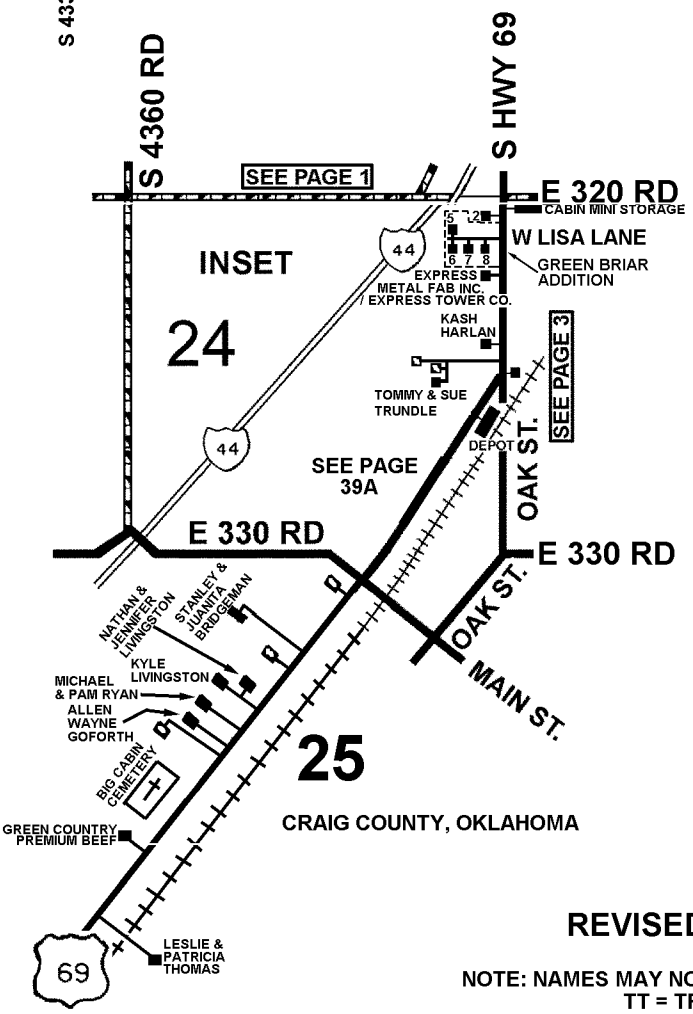 S 433
S 4360 RD
S HWY 69
SEE PAGE 1
E 320 RD
CABIN MINI STORAGE
5
2
W LISA LANE
44
INSET
6 7 8
GREEN BRIAR
ADDITION
EXPRESS
METAL FAB INC.
/ EXPRESS TOWER CO.
KASH
HARLAN
24
SEE PAGE 3
TOMMY & SUE
TRUNDLE
44
DEPOT
OAK ST.
SEE PAGE
39A
E 330 RD
E 330 RD
OAK ST.
MAIN ST.
NATHAN &
JENNIFER
LIVINGSTON
STANLEY &
JUANITA
BRIDGEMAN
KYLE
LIVINGSTON
MICHAEL
& PAM RYAN
ALLEN
WAYNE
GOFORTH
BIG CABIN
CEMETERY
25
CRAIG COUNTY, OKLAHOMA
GREEN COUNTRY
PREMIUM BEEF
LESLIE &
PATRICIA
THOMAS
69
REVISED
NOTE: NAMES MAY NO
TT = TR